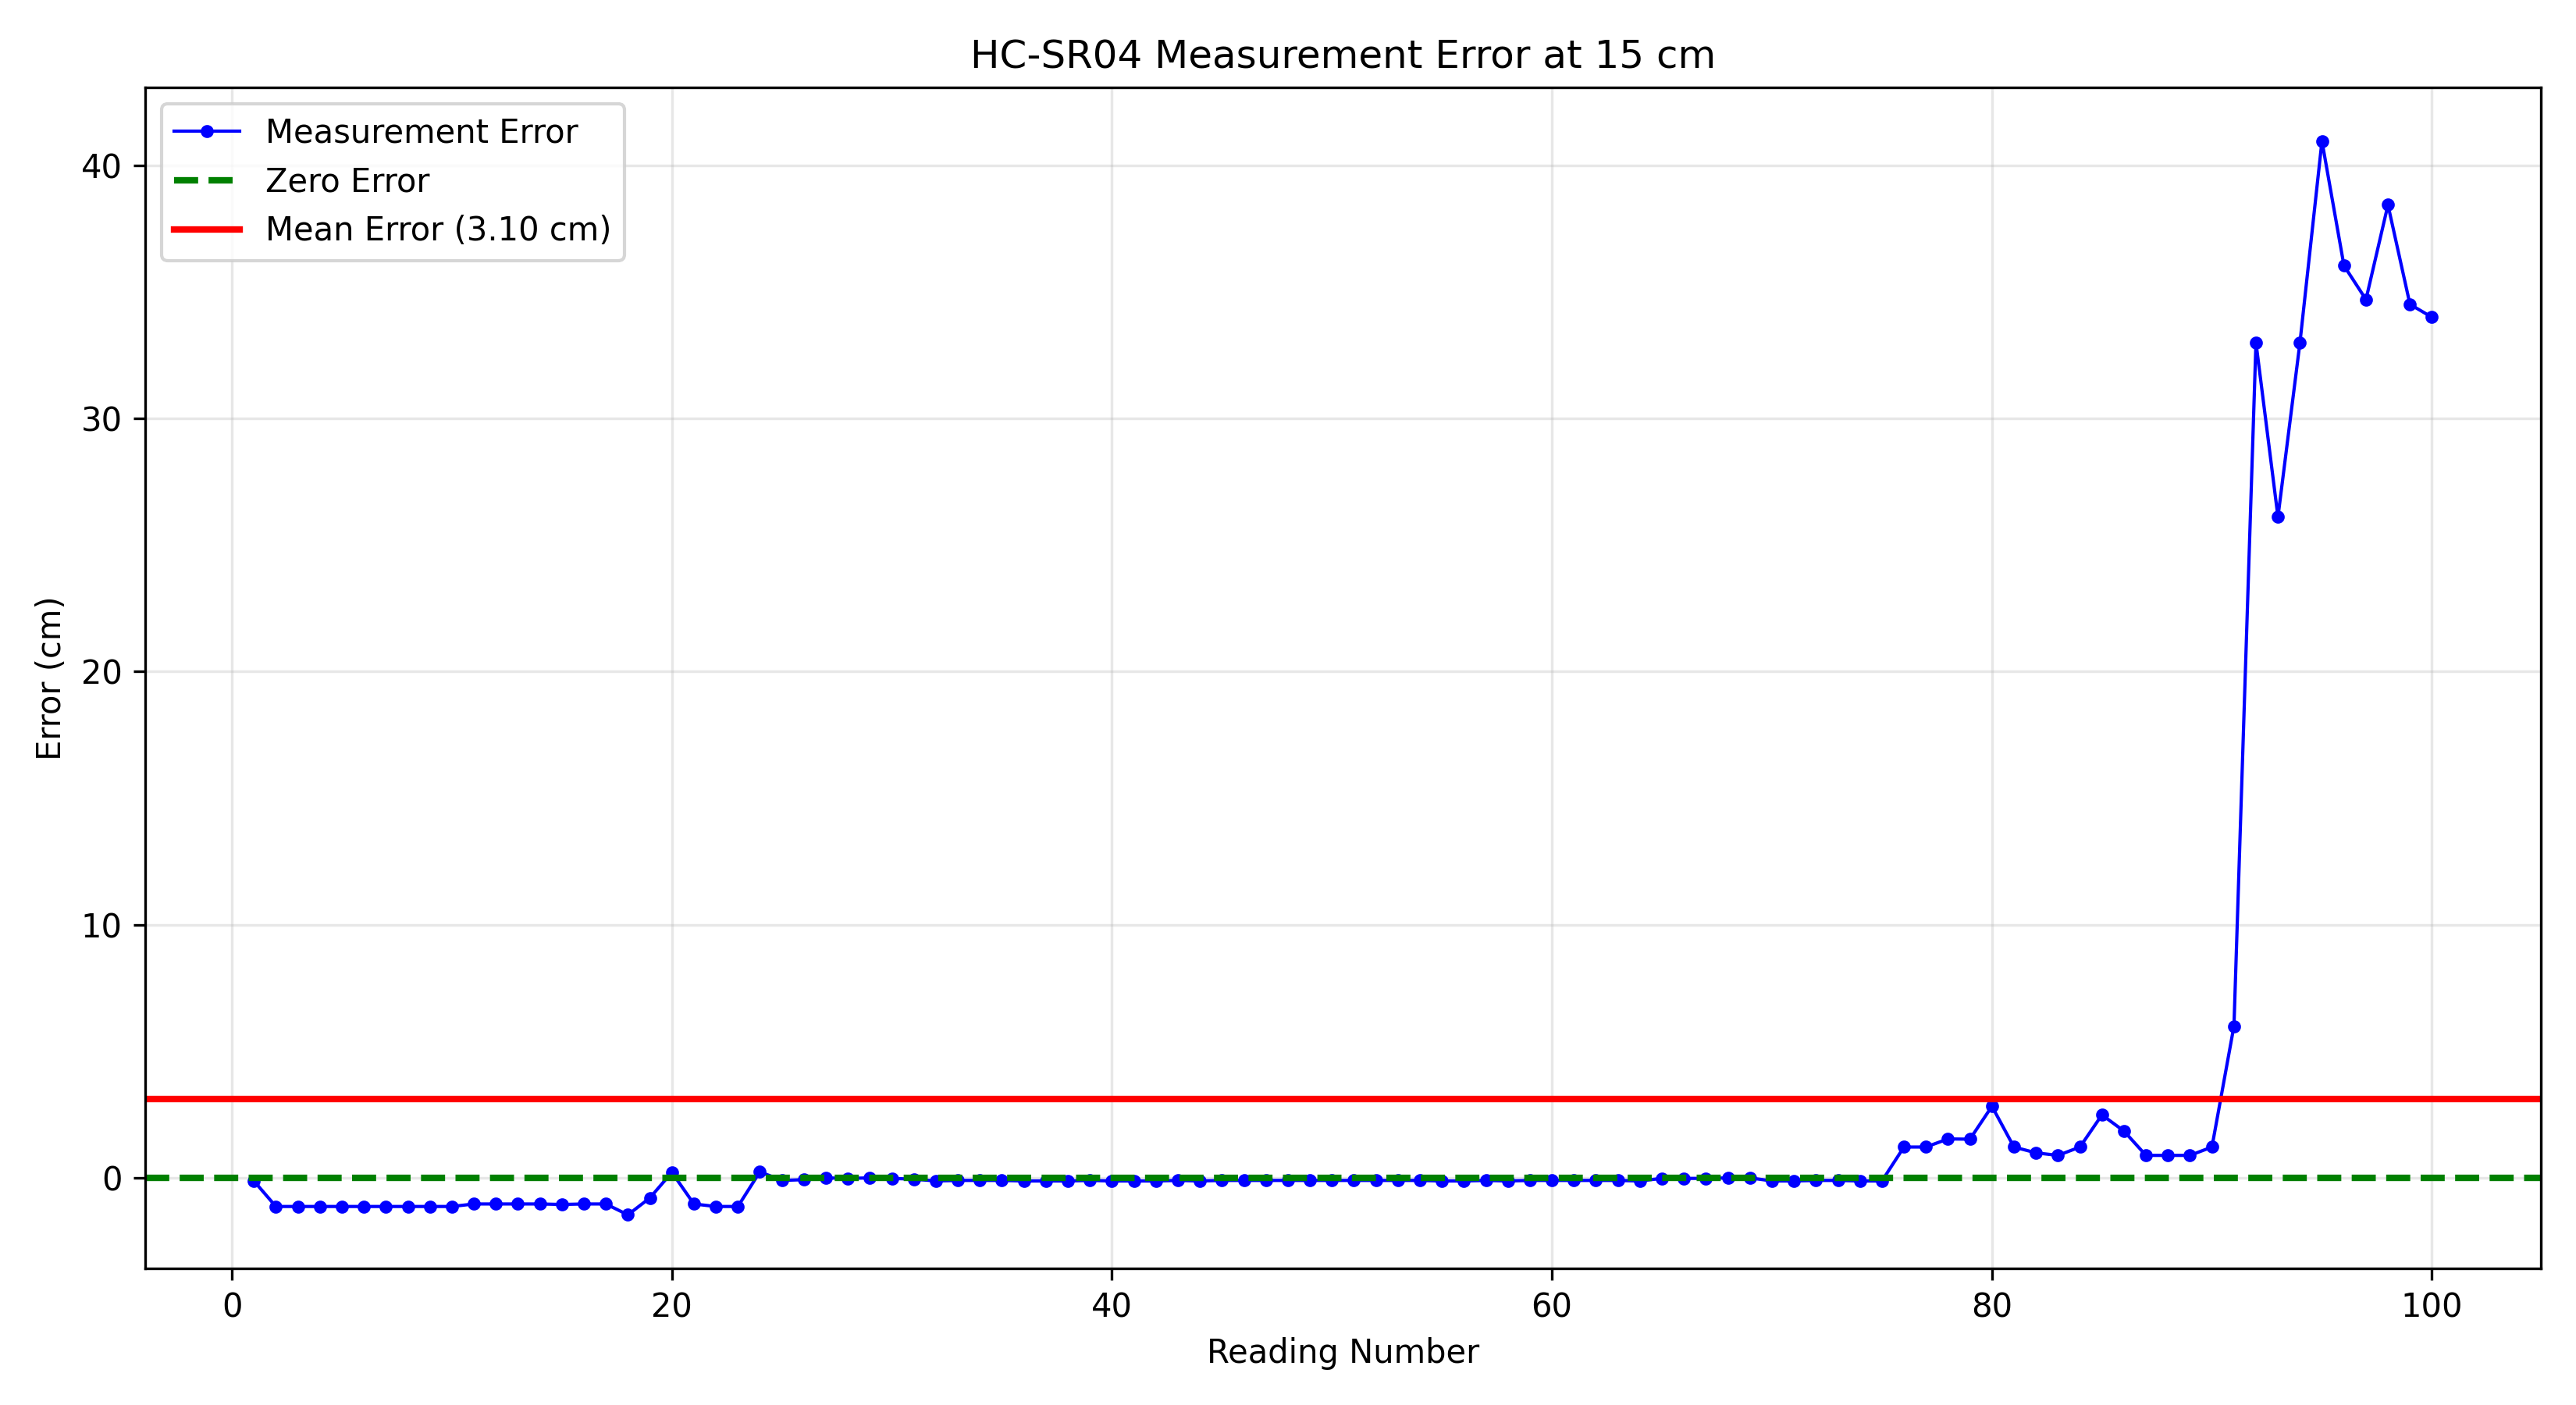 HC-SR04 Measurement Error at 15 cm
Measurement Error
Zero Error
Mean Error (3.10 cm)
40
30
20
10
0
Error (cm)
0 20 40 60 80 100
Reading Number